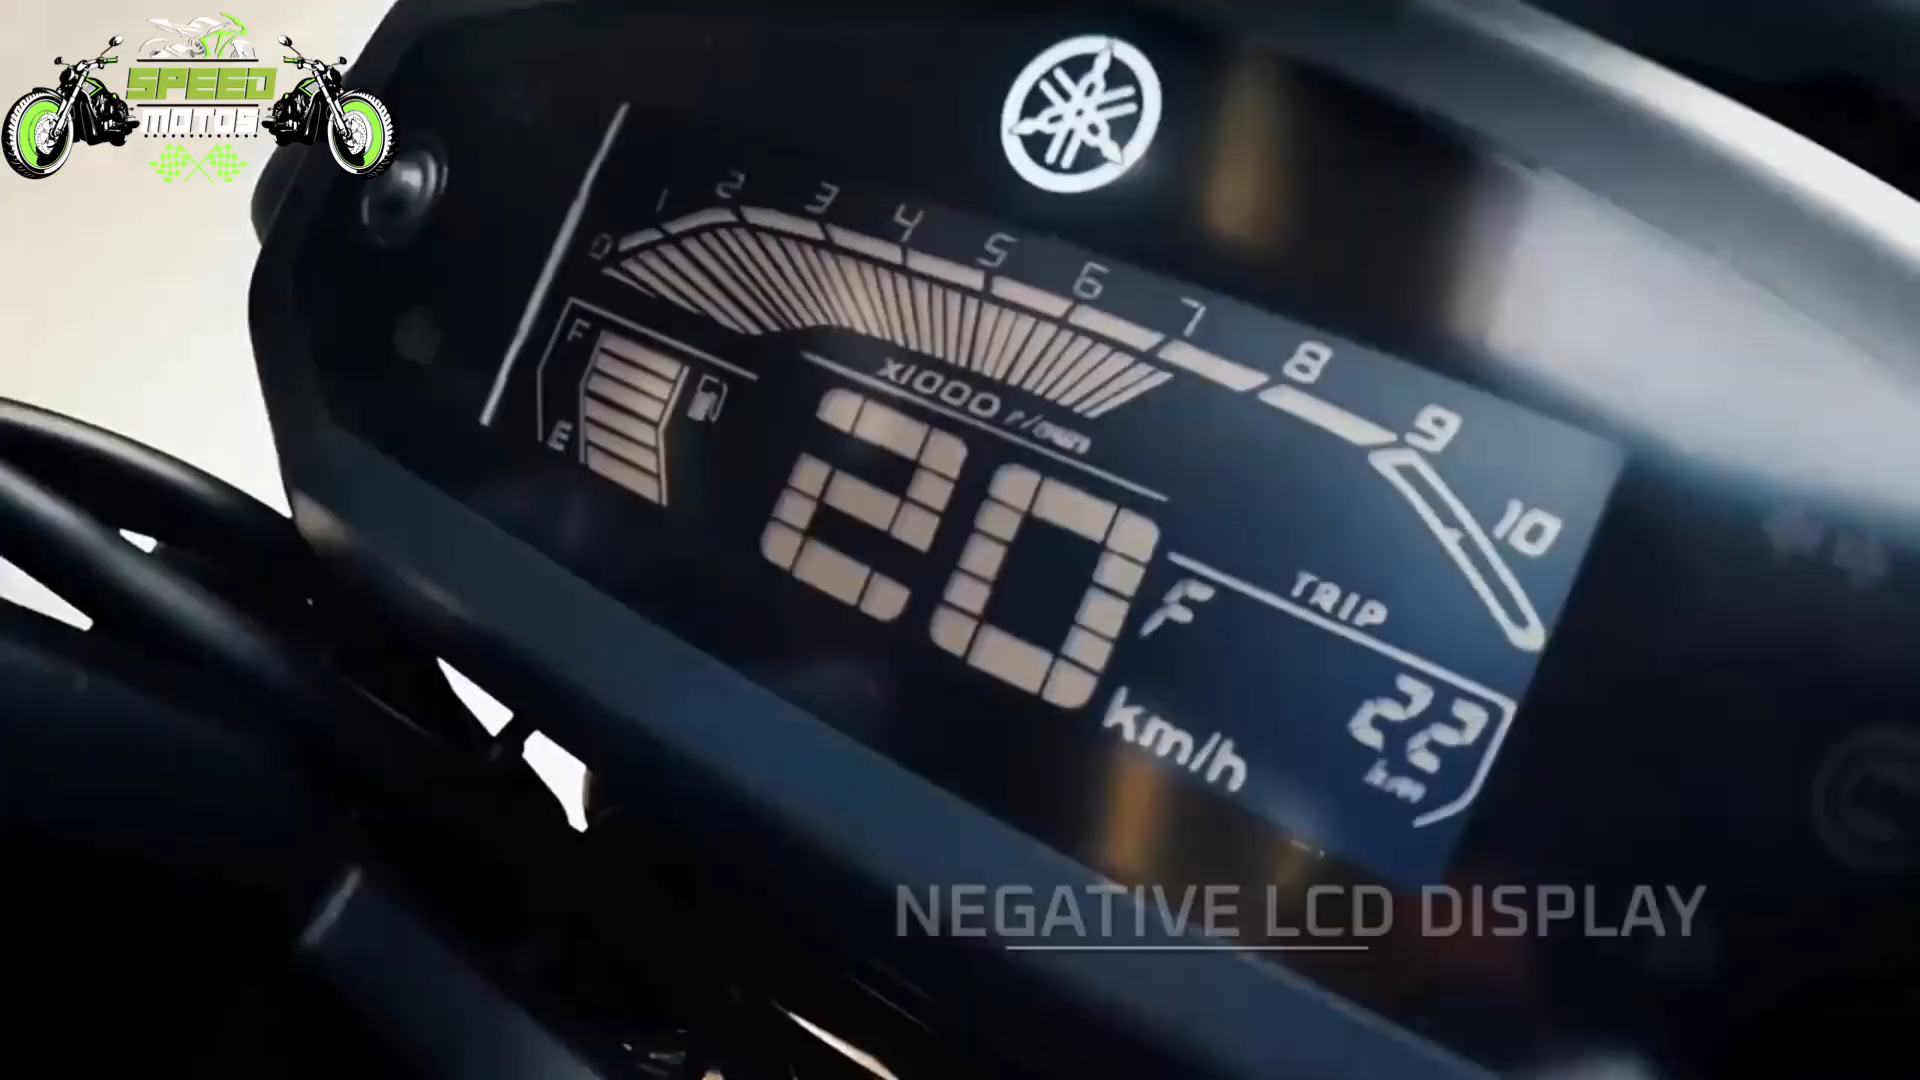 SPEED
MOTOS
0 1 2 3 4 5 6 7 8 9 10
x1000 r/min
F
E
20
km/h
F
TRIP
22
km
NEGATIVE LCD DISPLAY